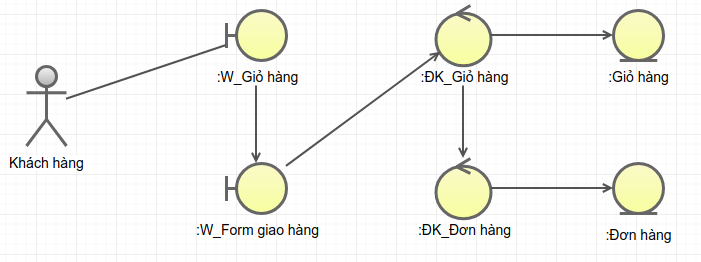 :W_Giỏ hàng
:ĐK_Giỏ hàng
:Giỏ hàng
Khách hàng
:W_Form giao hàng
:ĐK_Đơn hàng
:Đơn hàng